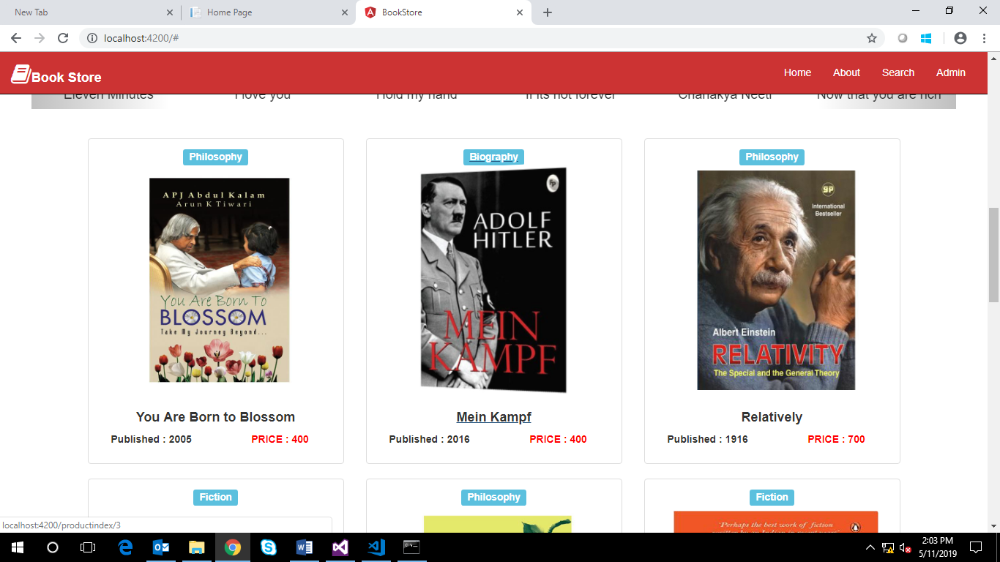 New Tab
Home Page
BookStore
localhost:4200/#
Book Store
Home
About
Search
Admin
Eleven Minutes
I love you
Hold my hand
If its not forever
Chanakya Neeti
Now that you are rich
Philosophy
APJ Abdul Kalam
Arun K Tiwari
You Are Born To
BLOSSOM
Take My Journey Beyond...
You Are Born to Blossom
Published : 2005
PRICE : 400
Biography
FP
ADOLF
HITLER
MEIN
KAMPF
Mein Kampf
Published : 2016
PRICE : 400
Philosophy
gp
International
Bestseller
Albert Einstein
RELATIVITY
The Special and the General Theory
Relatively
Published : 1916
PRICE : 700
Fiction
Philosophy
Fiction
"Perhaps the best work of fiction
localhost:4200/productindex/3
2:03 PM
5/11/2019